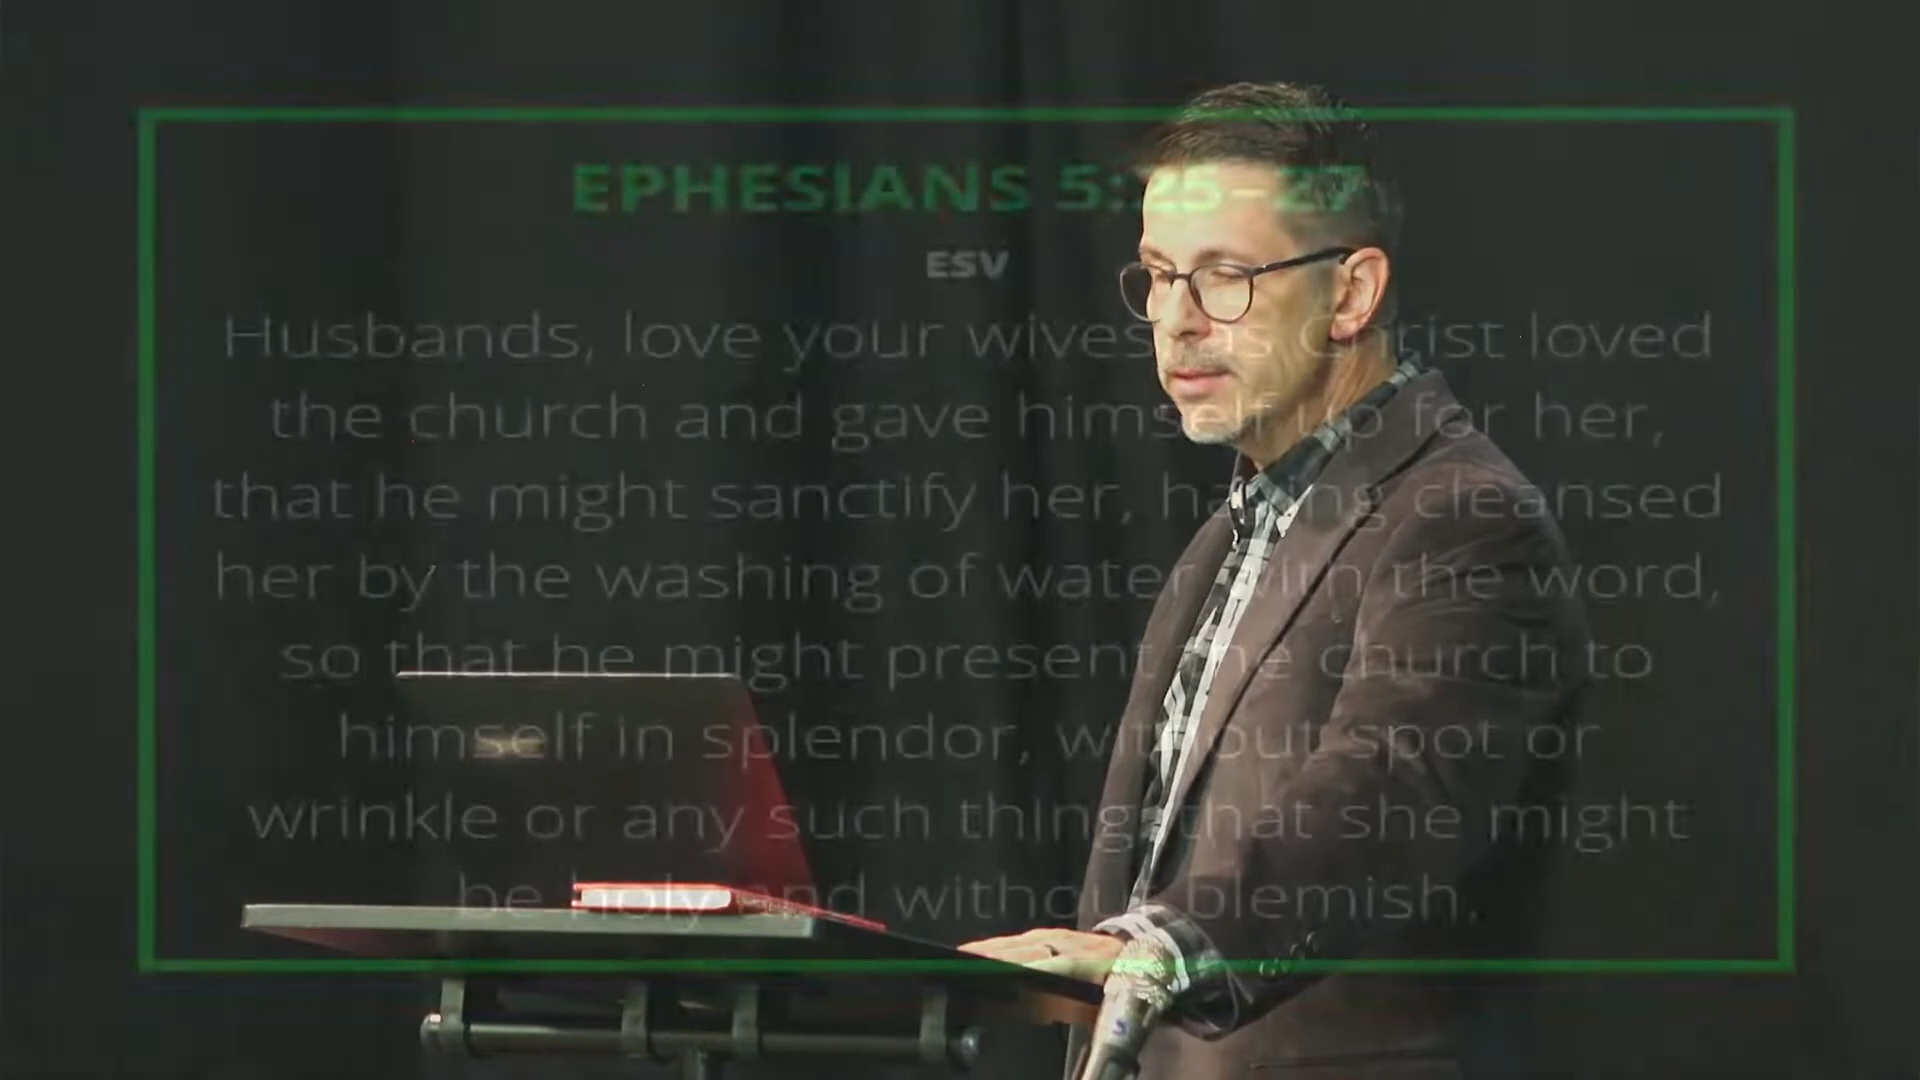 EPHESIANS 5:25-27
ESV
Husbands, love your wives, as Christ loved
the church and gave himself up for her,
that he might sanctify her, having cleansed
her by the washing of water with the word,
so that he might present the church to
himself in splendor, without spot or
wrinkle or any such thing, that she might
be holy and without blemish.